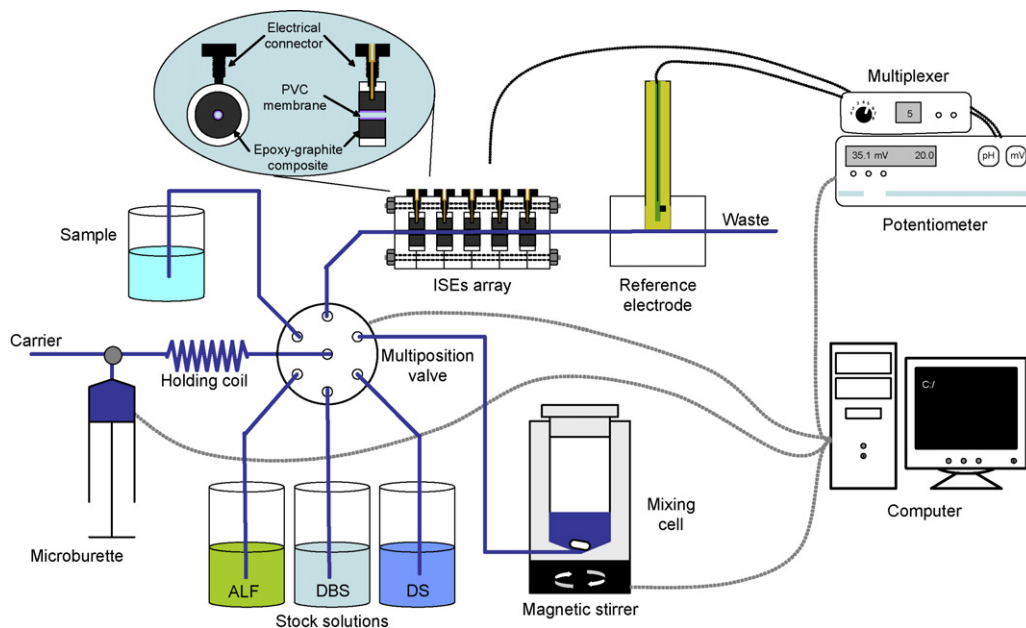 Electrical
connector
PVC
membrane
Epoxy-graphite
composite
Multiplexer
5
35.1 mV 20.0
pH
mV
Potentiometer
Sample
Waste
ISEs array
Reference
electrode
Carrier
Holding coil
Multiposition
valve
C:/
Mixing
cell
Computer
Microburette
ALF
DBS
DS
Stock solutions
Magnetic stirrer